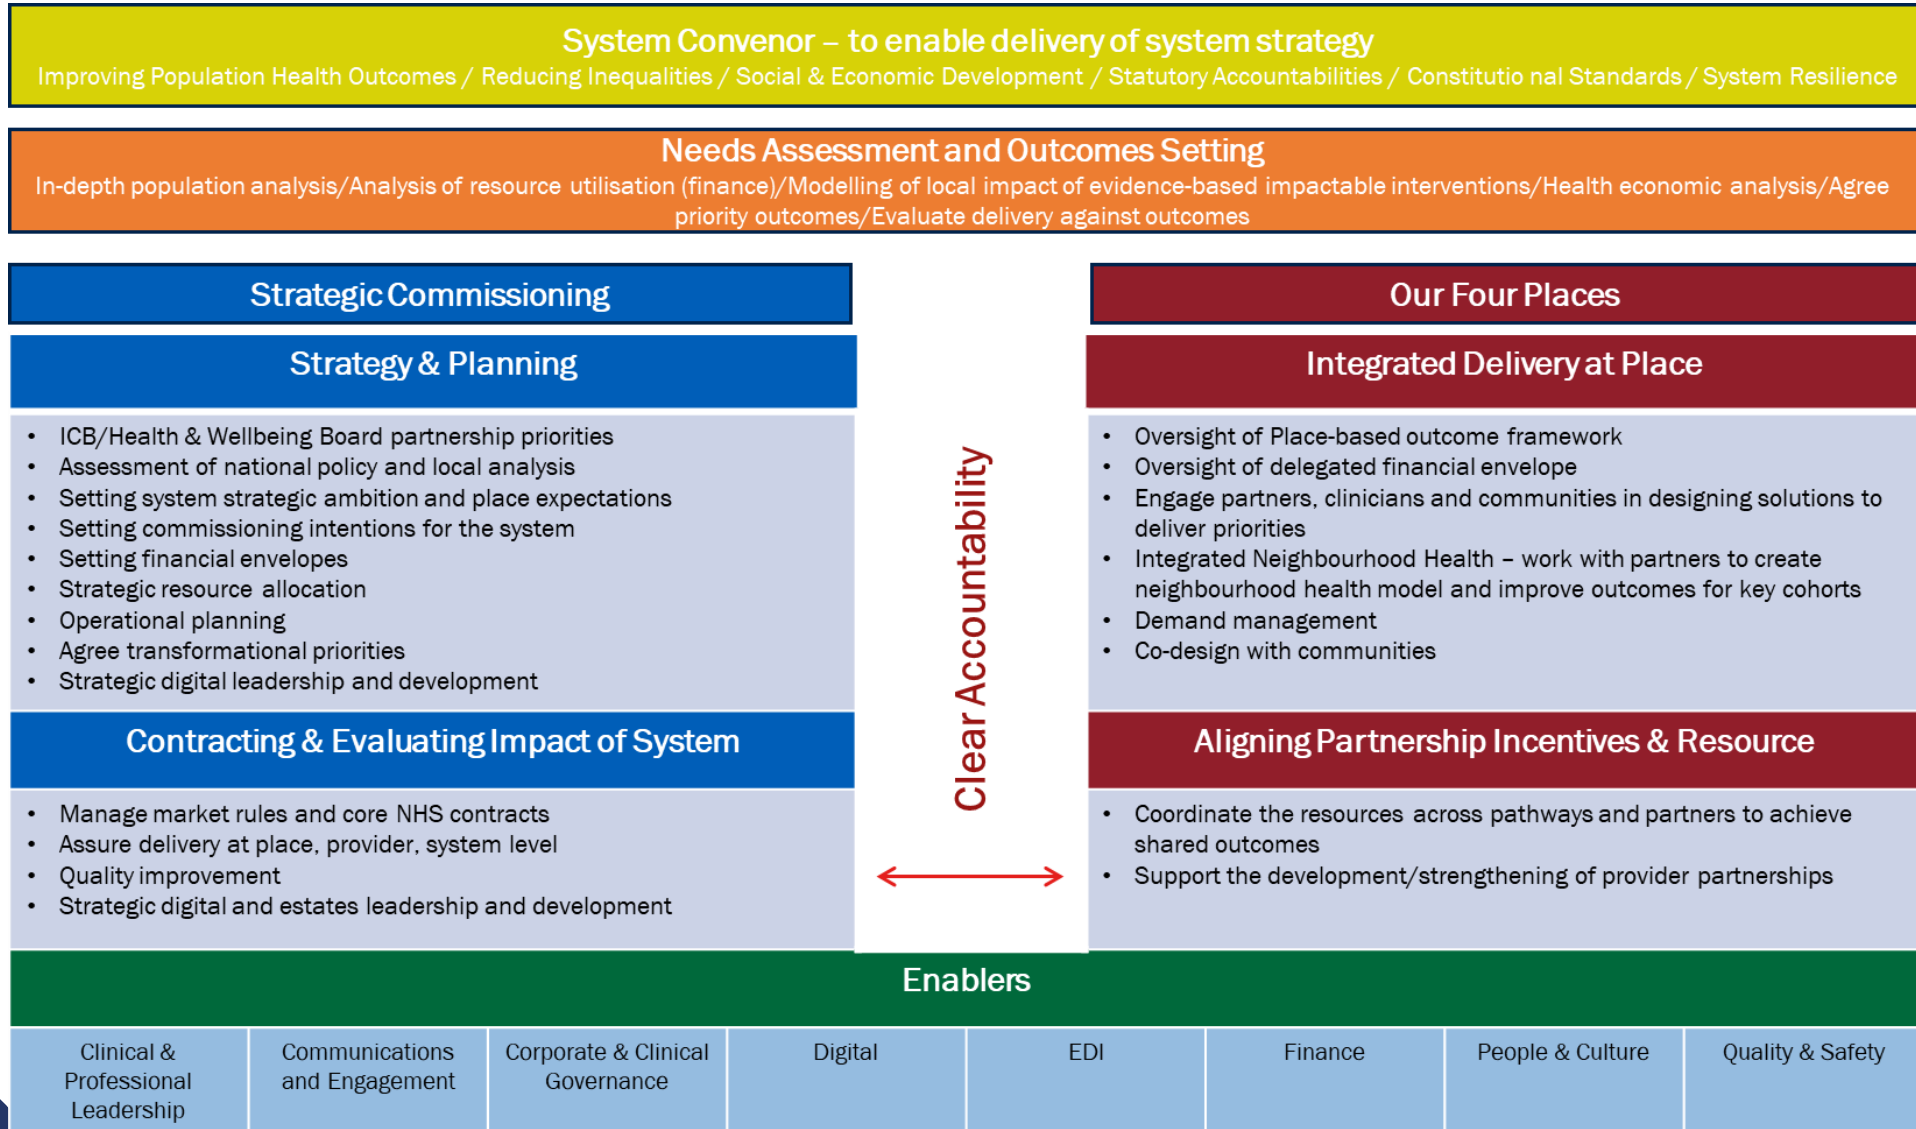 System Convenor – to enable delivery of system strategy
Improving Population Health Outcomes / Reducing Inequalities / Social & Economic Development / Statutory Accountabilities / Constitutio nal Standards / System Resilience
Needs Assessment and Outcomes Setting
In-depth population analysis/Analysis of resource utilisation (finance)/Modelling of local impact of evidence-based impactable interventions/Health economic analysis/Agree
priority outcomes/Evaluate delivery against outcomes
Strategic Commissioning
Strategy & Planning
• ICB/Health & Wellbeing Board partnership priorities
• Assessment of national policy and local analysis
• Setting system strategic ambition and place expectations
• Setting commissioning intentions for the system
• Setting financial envelopes
• Strategic resource allocation
• Operational planning
• Agree transformational priorities
• Strategic digital leadership and development
Contracting & Evaluating Impact of System
• Manage market rules and core NHS contracts
• Assure delivery at place, provider, system level
• Quality improvement
• Strategic digital and estates leadership and development
Clear Accountability
Our Four Places
Integrated Delivery at Place
• Oversight of Place-based outcome framework
• Oversight of delegated financial envelope
• Engage partners, clinicians and communities in designing solutions to
deliver priorities
• Integrated Neighbourhood Health – work with partners to create
neighbourhood health model and improve outcomes for key cohorts
• Demand management
• Co-design with communities
Aligning Partnership Incentives & Resource
• Coordinate the resources across pathways and partners to achieve
shared outcomes
• Support the development/strengthening of provider partnerships
Enablers
Clinical &
Professional
Leadership
Communications
and Engagement
Corporate & Clinical
Governance
Digital
EDI
Finance
People & Culture
Quality & Safety